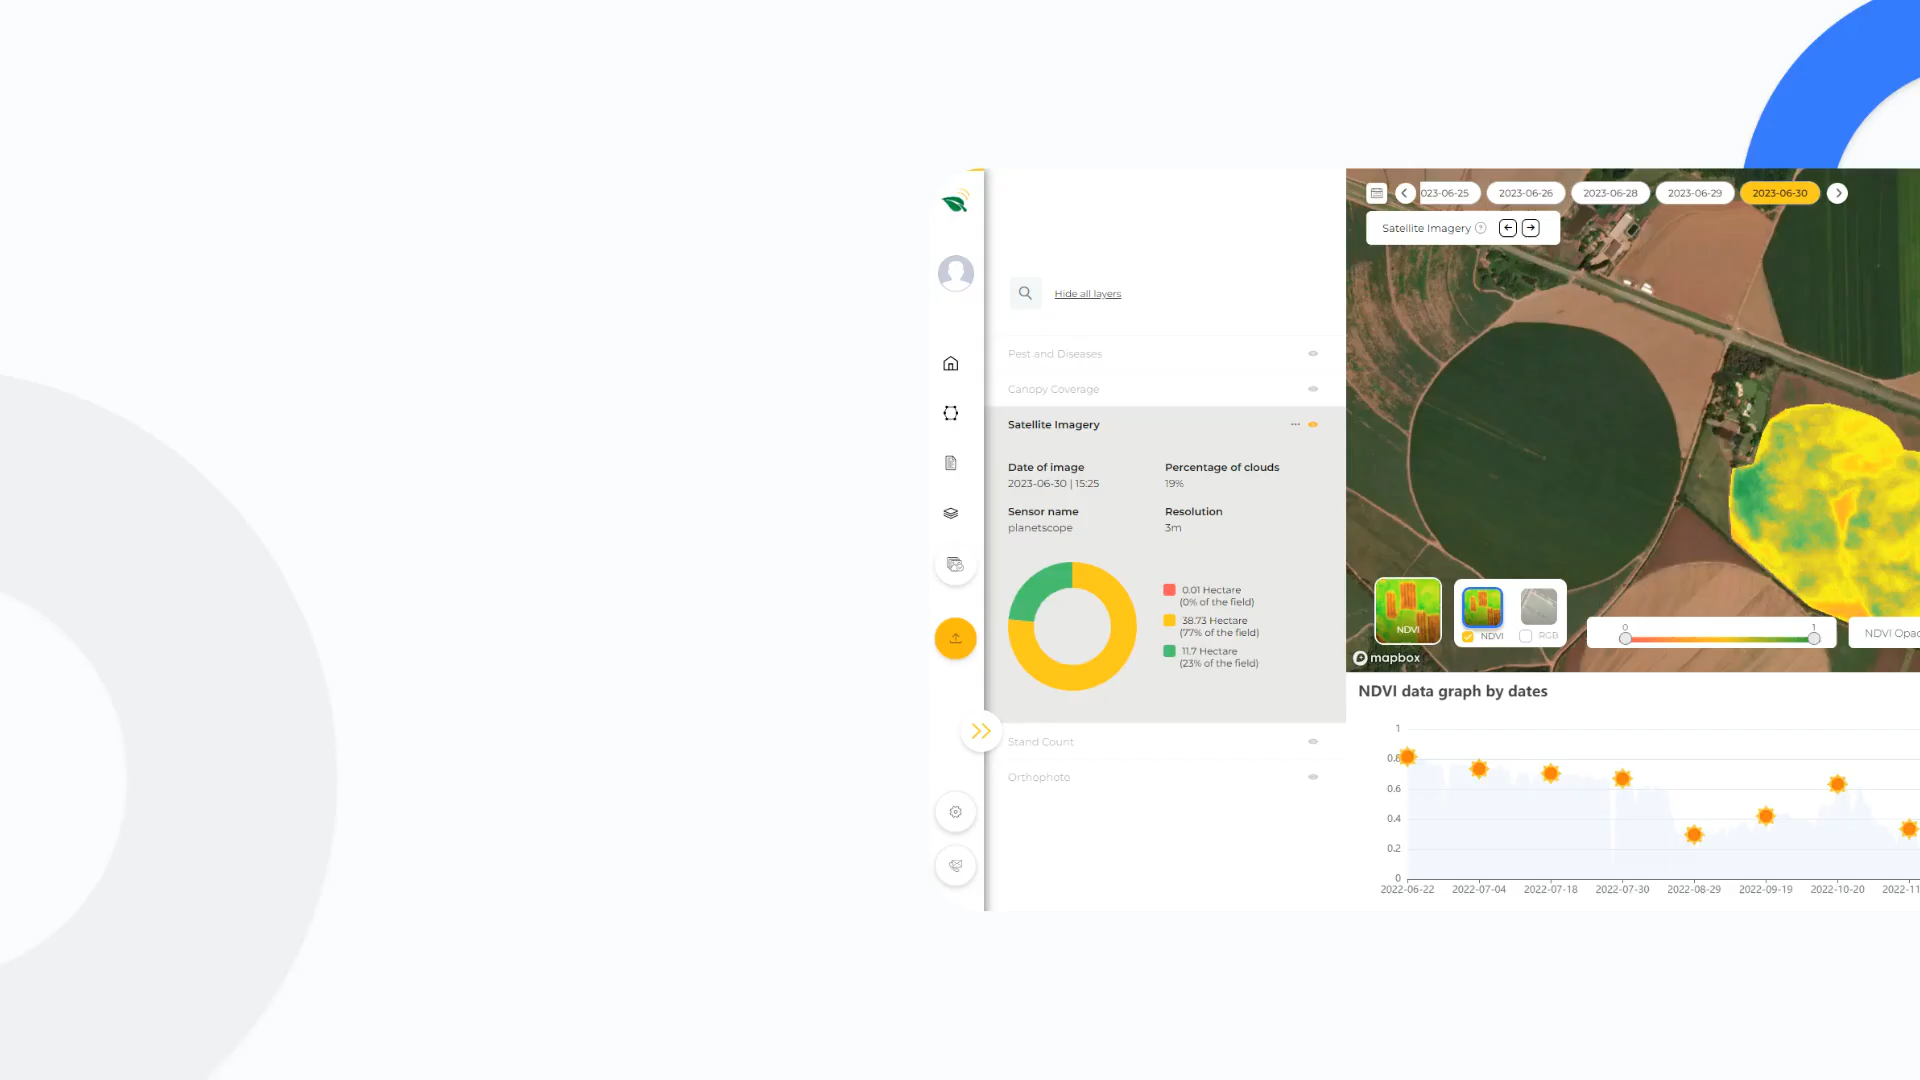 023-06-25
2023-06-26
2023-06-28
2023-06-29
2023-06-30
Satellite Imagery ?
Hide all layers
Pest and Diseases
Canopy Coverage
Satellite Imagery
Date of image
2023-06-30 | 15:25
Percentage of clouds
19%
Sensor name
planetscope
Resolution
3m
0.01 Hectare
(0% of the field)
38.73 Hectare
(77% of the field)
11.7 Hectare
(23% of the field)
Stand Count
Orthophoto
NDVI
NDVI
RGB
0
1
NDVI Opac
mapbox
NDVI data graph by dates
1
0.8
0.6
0.4
0.2
0
2022-06-22
2022-07-04
2022-07-18
2022-07-30
2022-08-29
2022-09-19
2022-10-20
2022-11